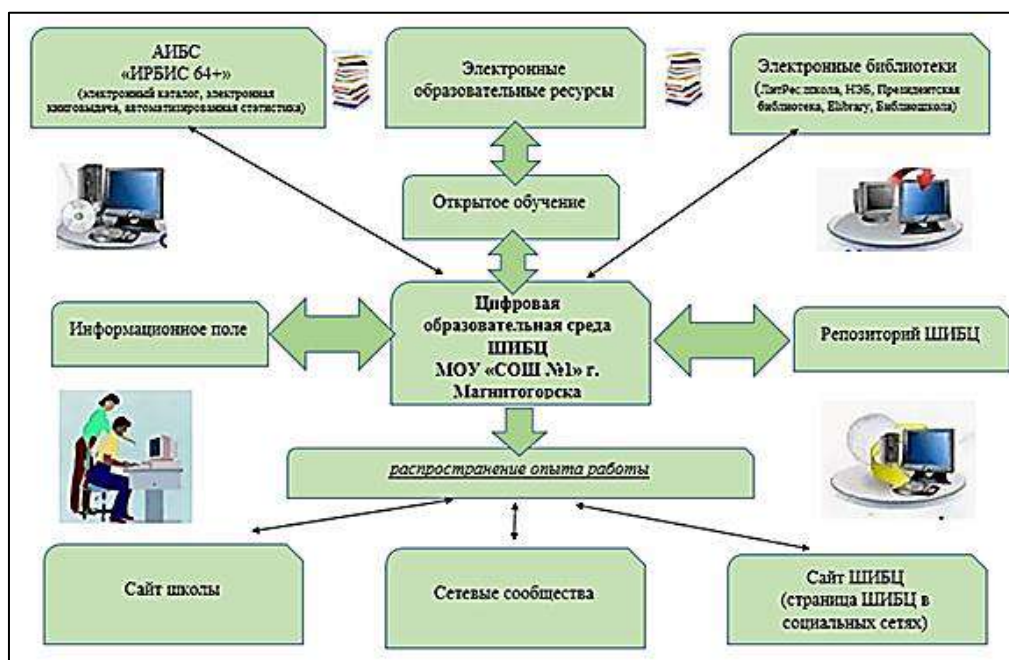 АИБС
«ИРБИС 64+»
(электронный каталог, электронная
книговыдача, автоматизированная статистика)
Электронные
образовательные ресурсы
Электронные библиотеки
(ЛитРес школа, НЭБ, Президентская
библиотека, Elibrary, Библиошкола)
Открытое обучение
Информационное поле
Цифровая
образовательная среда
ШИБЦ
МОУ «СОШ №1» г.
Магнитогорска
Репозиторий ШИБЦ
распространение опыта работы
Сайт школы
Сетевые сообщества
Сайт ШИБЦ
(страница ШИБЦ в
социальных сетях)